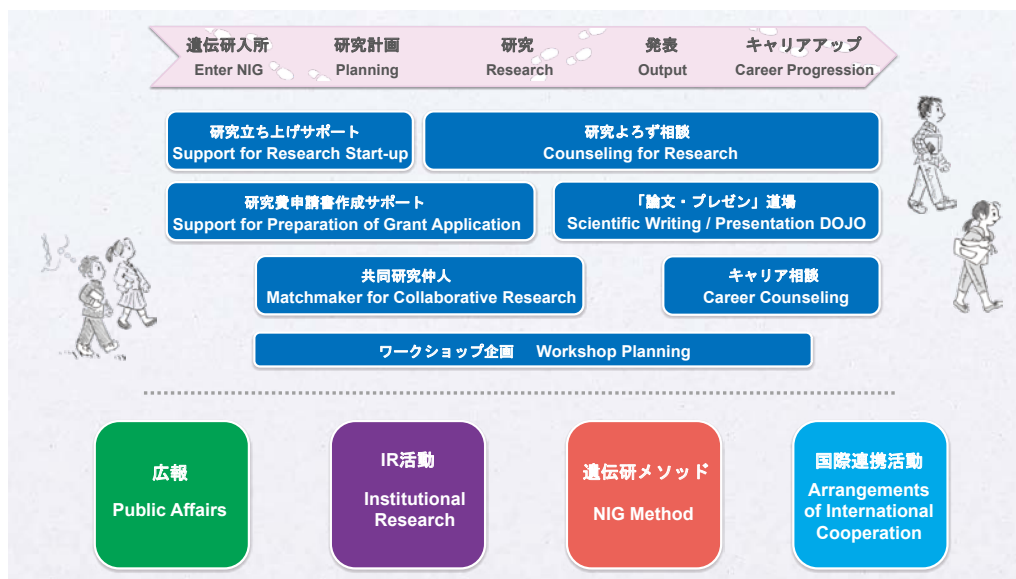 遺伝研入所
Enter NIG
研究計画
Planning
研究
Research
発表
Output
キャリアアップ
Career Progression
研究立ち上げサポート
Support for Research Start-up
研究よろず相談
Counseling for Research
研究費申請書作成サポート
Support for Preparation of Grant Application
「論文・プレゼン」道場
Scientific Writing / Presentation DOJO
共同研究仲人
Matchmaker for Collaborative Research
キャリア相談
Career Counseling
ワークショップ企画 Workshop Planning
広報
Public Affairs
IR活動
Institutional
Research
遺伝研メソッド
NIG Method
国際連携活動
Arrangements
of International
Cooperation